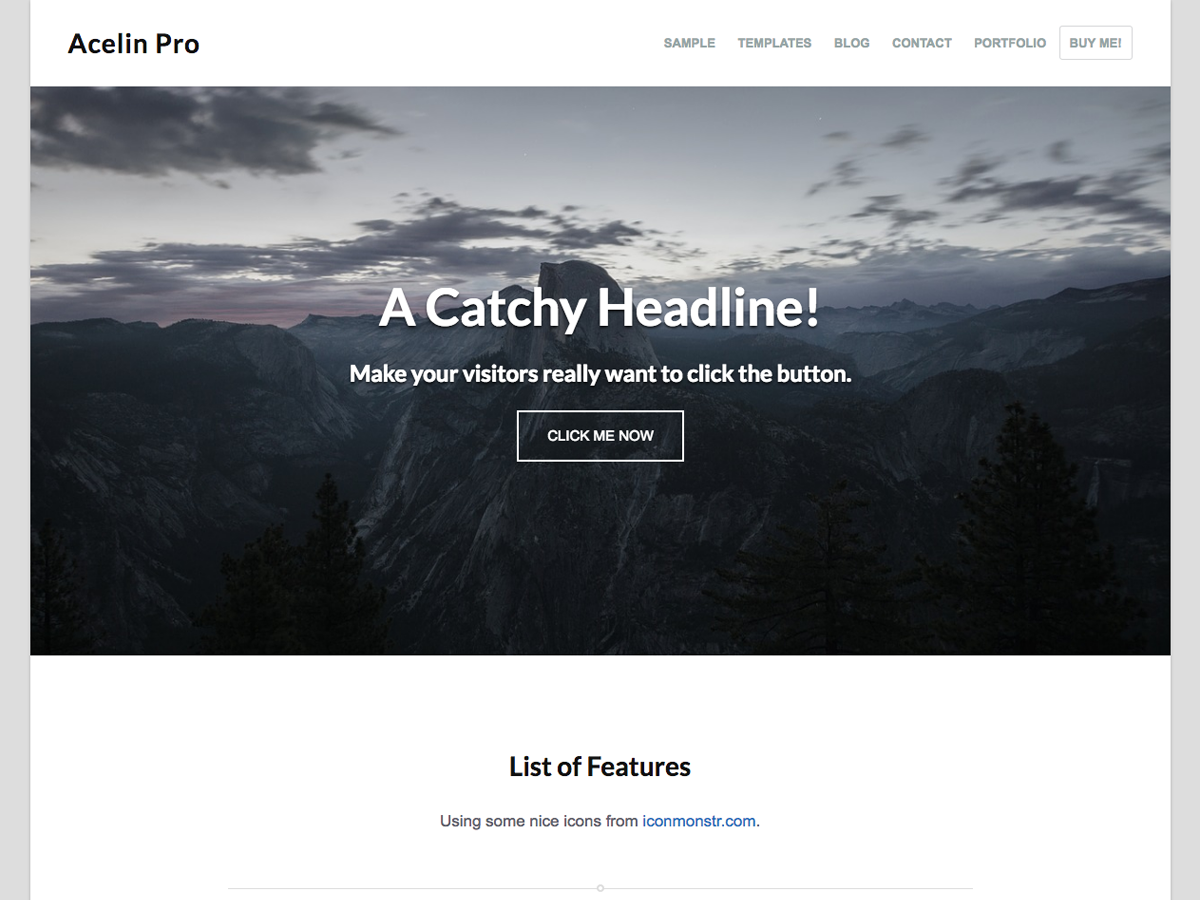 Acelin Pro
SAMPLE TEMPLATES BLOG CONTACT PORTFOLIO BUY ME!
A Catchy Headline!
Make your visitors really want to click the button.
CLICK ME NOW
List of Features
Using some nice icons from iconmonstr.com.